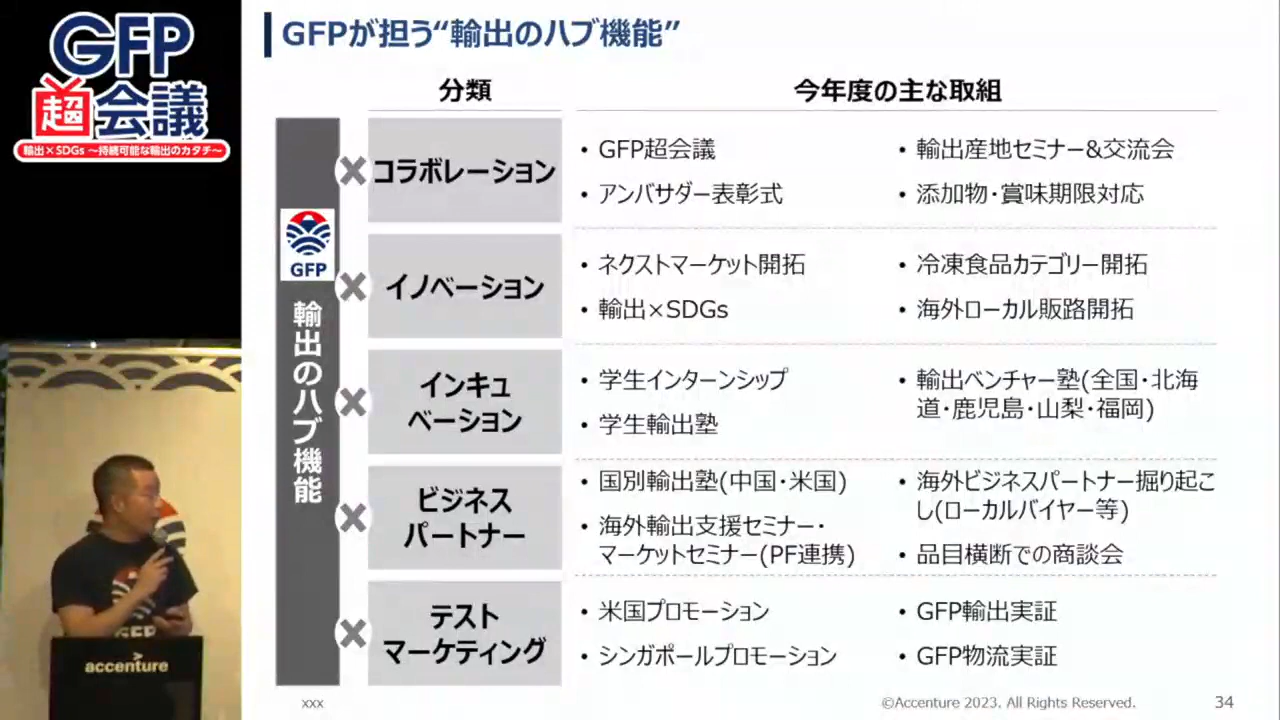 GFP
超会議
輸出×SDGs ～持続可能な輸出のカタチ～
GFPが担う“輸出のハブ機能”
分類
今年度の主な取組
GFP
輸出のハブ機能
×
コラボレーション
• GFP超会議
• アンバサダー表彰式
• 輸出産地セミナー&交流会
• 添加物・賞味期限対応
×
イノベーション
• ネクストマーケット開拓
• 輸出×SDGs
• 冷凍食品カテゴリー開拓
• 海外ローカル販路開拓
×
インキュ
ベーション
• 学生インターンシップ
• 学生輸出塾
• 輸出ベンチャー塾(全国・北海
道・鹿児島・山梨・福岡)
×
ビジネス
パートナー
• 国別輸出塾(中国・米国)
• 海外輸出支援セミナー・
マーケットセミナー(PF連携)
• 海外ビジネスパートナー掘り起こ
し(ローカルバイヤー等)
• 品目横断での商談会
×
テスト
マーケティング
• 米国プロモーション
• シンガポールプロモーション
• GFP輸出実証
• GFP物流実証
GFP
accenture
xxx
©Accenture 2023. All Rights Reserved.
34